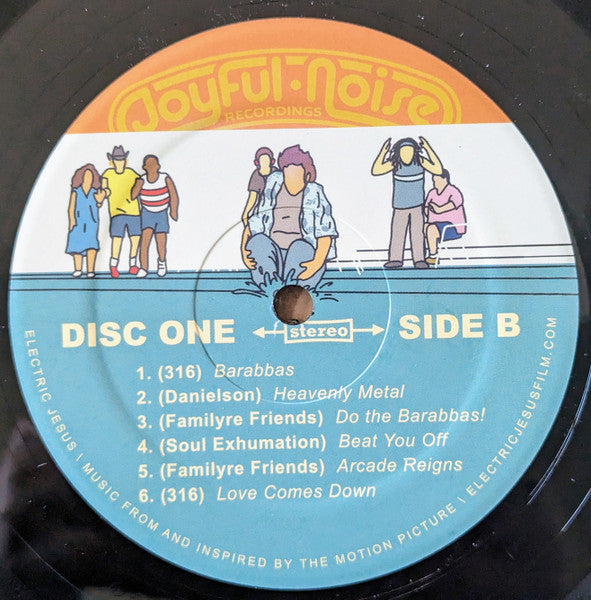 Joyful·Noise
RECORDINGS
DISC ONE stereo SIDE B
1. (316) Barabbas
2. (Danielson) Heavenly Metal
3. (Familyre Friends) Do the Barabbas!
4. (Soul Exhumation) Beat You Off
5. (Familyre Friends) Arcade Reigns
6. (316) Love Comes Down
ELECTRIC JESUS \ MUSIC FROM AND INSPIRED BY THE MOTION PICTURE \ ELECTRICJESUSFILM.COM